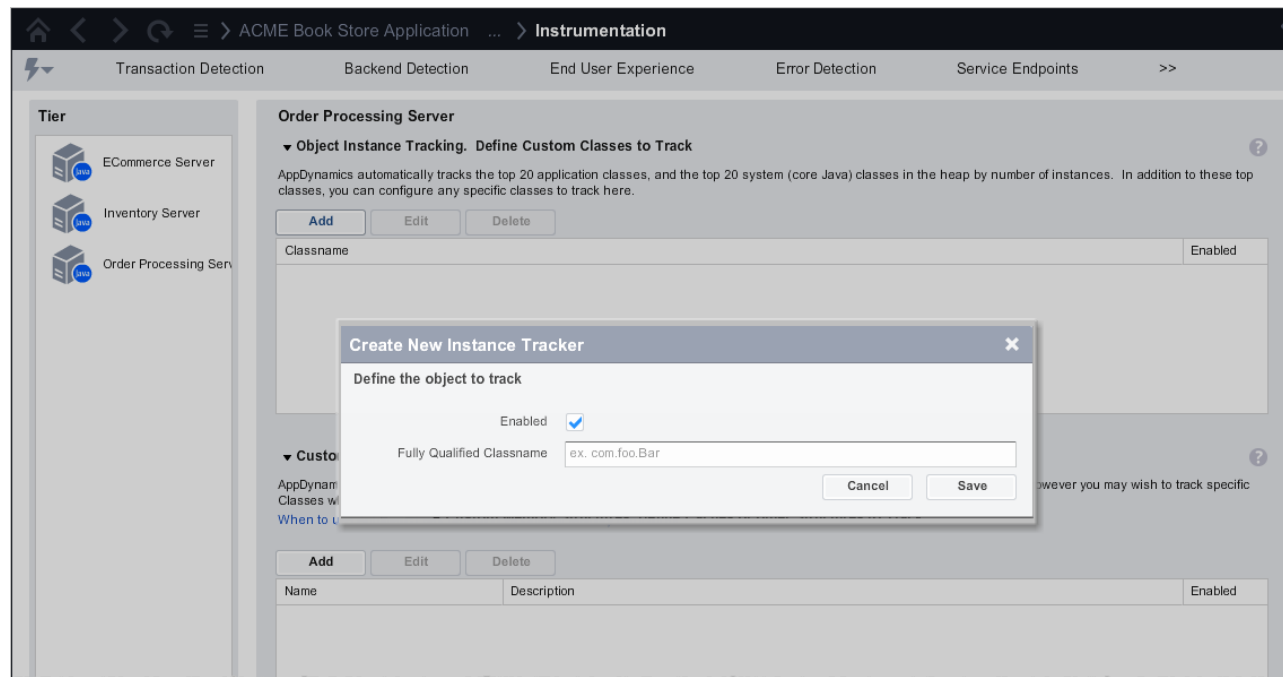 ACME Book Store Application ... Instrumentation
Transaction Detection Backend Detection End User Experience Error Detection Service Endpoints >>
Tier
ECommerce Server
Inventory Server
Order Processing Serv
Order Processing Server
Object Instance Tracking. Define Custom Classes to Track
AppDynamics automatically tracks the top 20 application classes, and the top 20 system (core Java) classes in the heap by number of instances. In addition to these top
classes, you can configure any specific classes to track here.
Add Edit Delete
Classname Enabled
Create New Instance Tracker
Define the object to track
Enabled
Fully Qualified Classname ex. com.foo.Bar
Cancel Save
Custo
AppDynam owever you may wish to track specific
Classes w
When to u
Add Edit Delete
Name Description Enabled